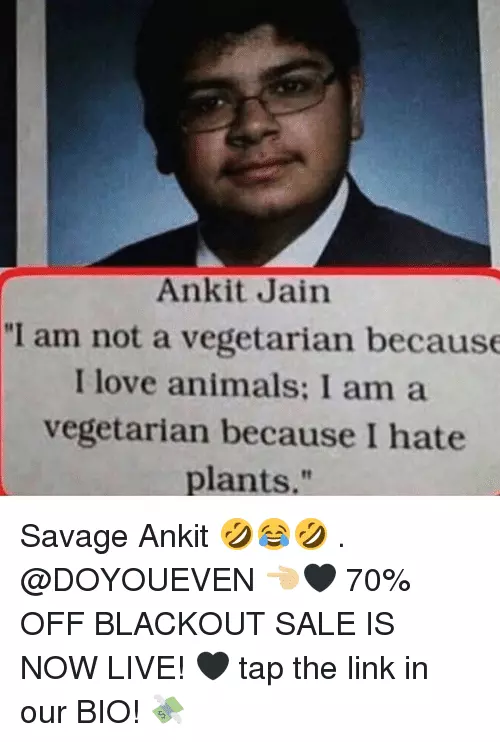 Ankit Jain
"I am not a vegetarian because
I love animals; I am a
vegetarian because I hate
plants."
Savage Ankit 🤣😂🤣 .
@DOYOUEVEN 👈🏼🖤 70%
OFF BLACKOUT SALE IS
NOW LIVE! 🖤 tap the link in
our BIO! 💸